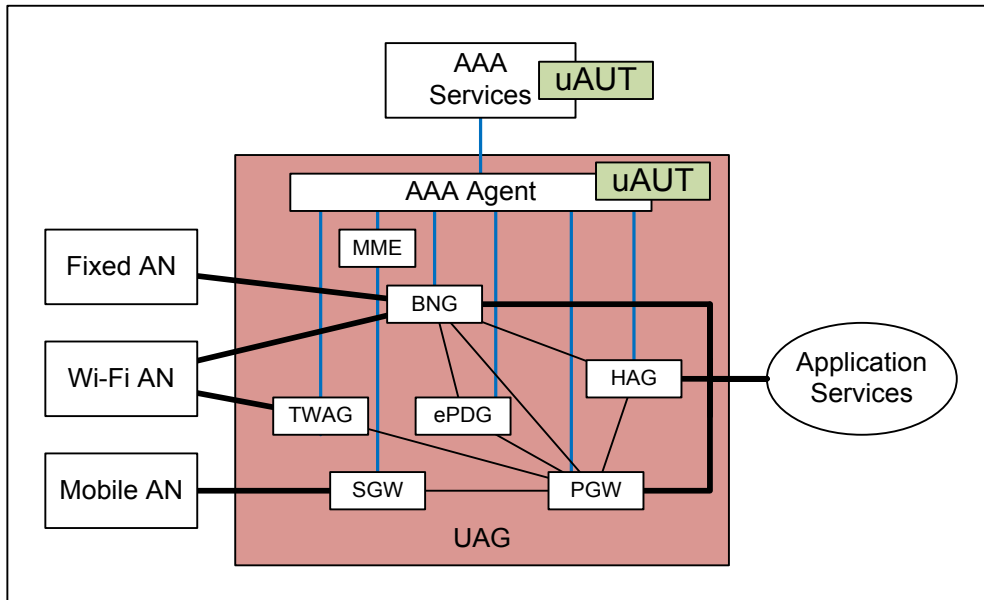 AAA
Services
uAUT
AAA Agent
uAUT
MME
Fixed AN
BNG
Wi-Fi AN
HAG
Application
Services
TWAG
ePDG
Mobile AN
SGW
PGW
UAG